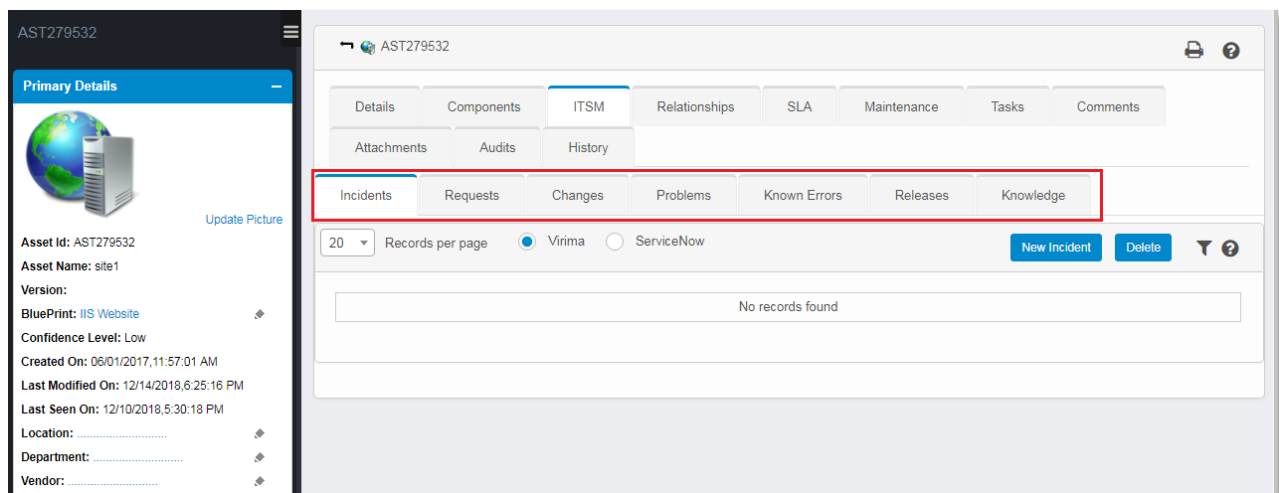 AST279532
Primary Details
Update Picture
Asset Id: AST279532
Asset Name: site1
Version:
BluePrint: IIS Website
Confidence Level: Low
Created On: 06/01/2017,11:57:01 AM
Last Modified On: 12/14/2018,6:25:16 PM
Last Seen On: 12/10/2018,5:30:18 PM
Location: ............................
Department: ............................
Vendor: ............................
AST279532
Details Components ITSM Relationships SLA Maintenance Tasks Comments
Attachments Audits History
Incidents Requests Changes Problems Known Errors Releases Knowledge
20 Records per page Virima ServiceNow New Incident Delete
No records found